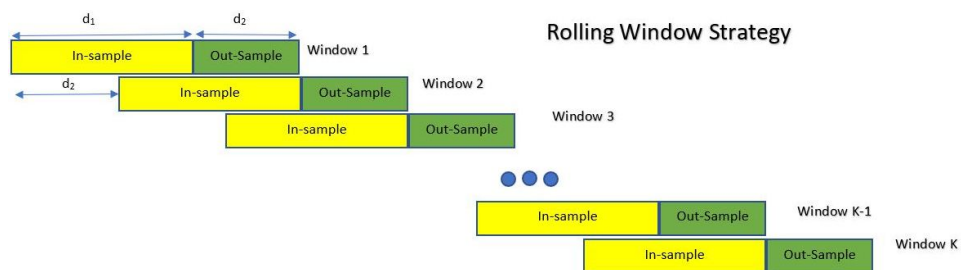 d₁
d₂
Rolling Window Strategy
In-sample
Out-Sample
Window 1
d₂
In-sample
Out-Sample
Window 2
In-sample
Out-Sample
Window 3
In-sample
Out-Sample
Window K-1
In-sample
Out-Sample
Window K